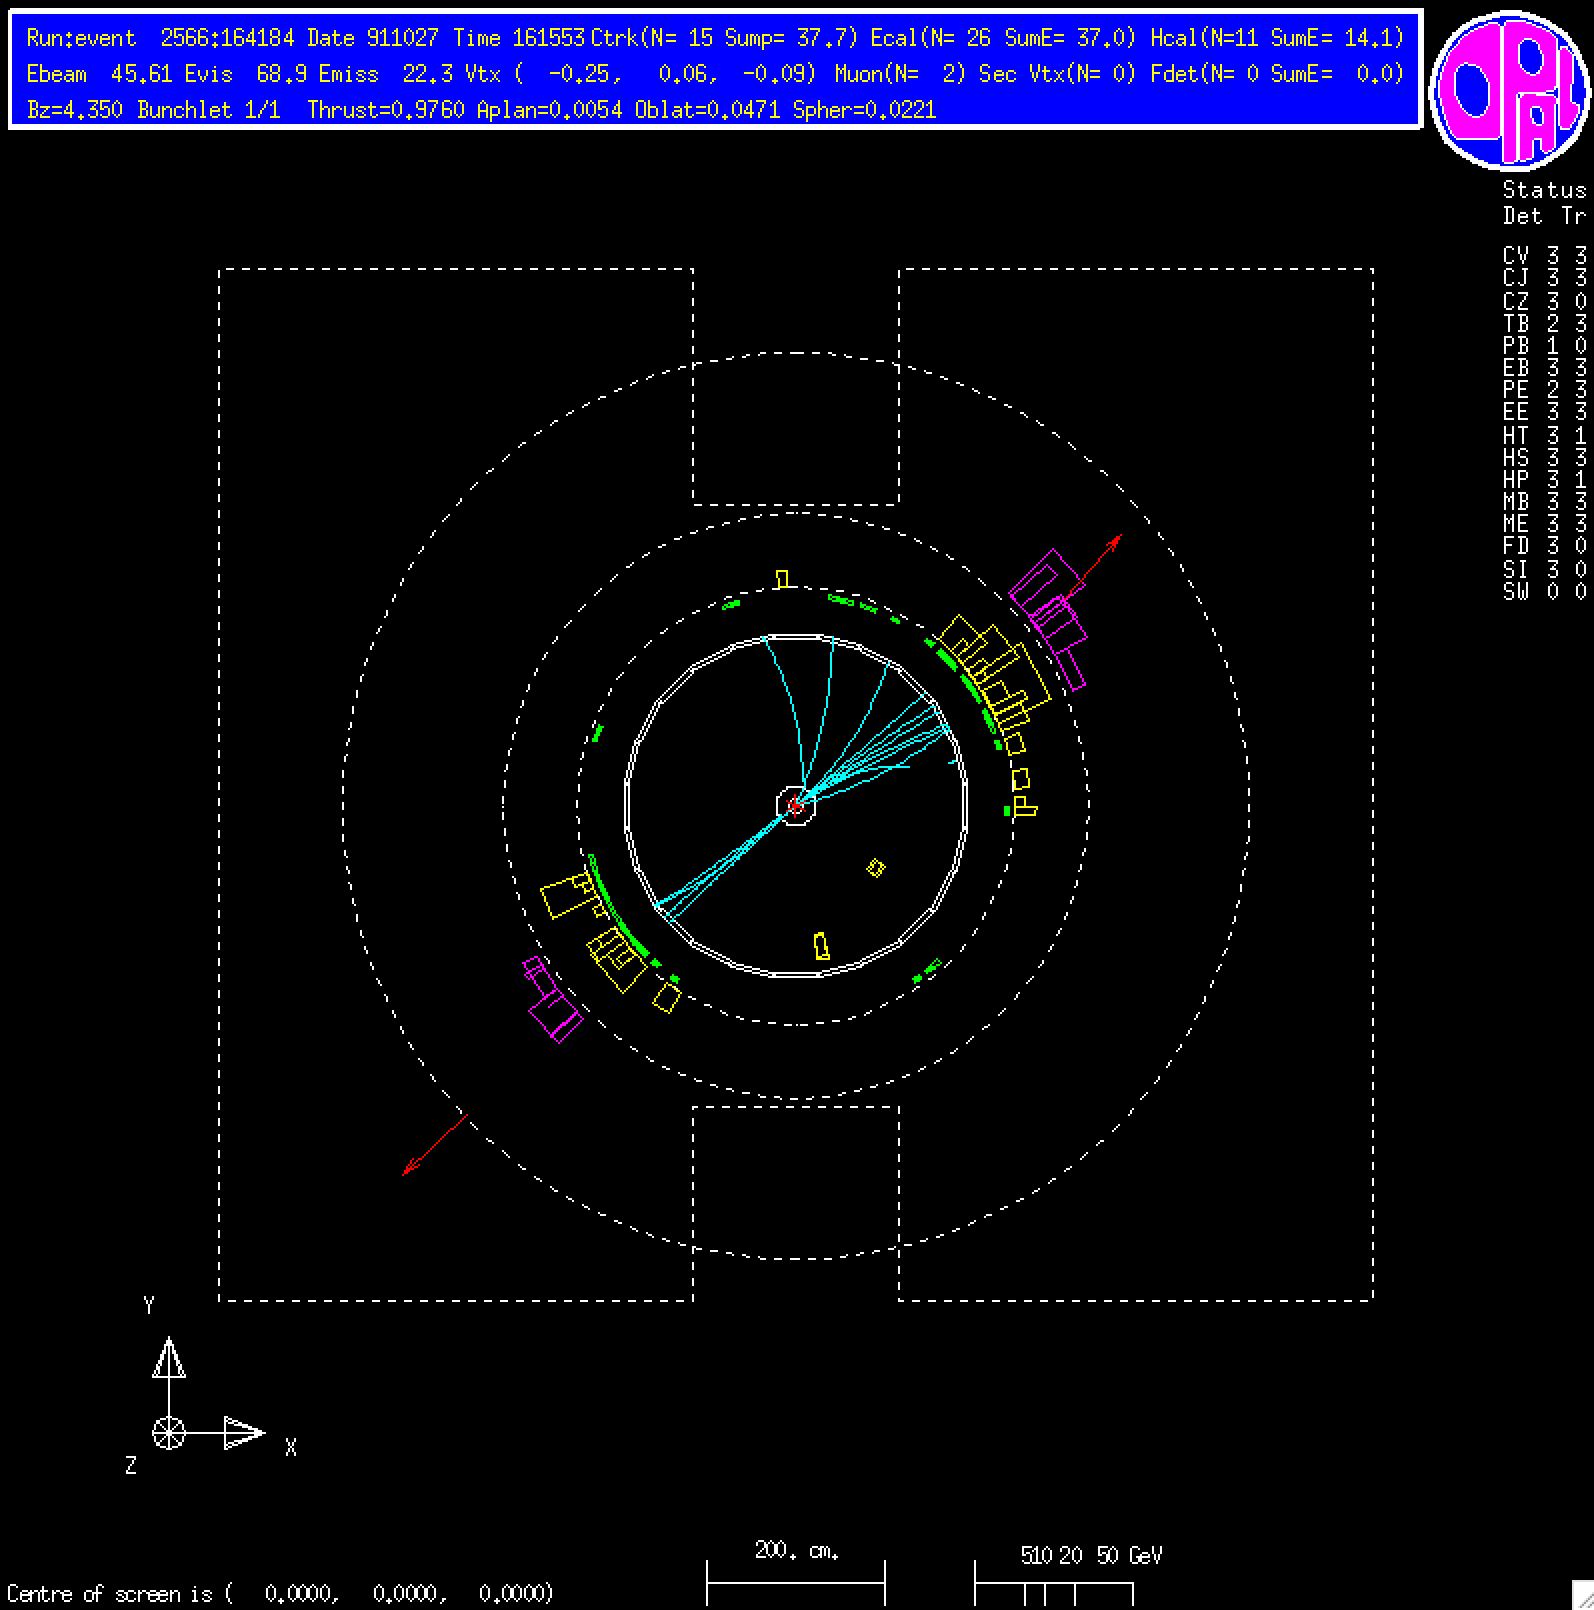 Run:event 2566:164184 Date 911027 Time 161553 Ctrk(N= 15 Sump= 37.7) Ecal(N= 26 SumE= 37.0) Hcal(N=11 SumE= 14.1)
Ebeam 45.61 Evis 68.9 Emiss 22.3 Vtx ( -0.25, 0.06, -0.09) Muon(N= 2) Sec Vtx(N= 0) Fdet(N= 0 SumE= 0.0)
Bz=4.350 Bunchlet 1/1 Thrust=0.9760 Aplan=0.0054 Oblat=0.0471 Spher=0.0221
OPAL
Status
Det Tr
CV 3 3
CJ 3 3
CZ 3 0
TB 2 3
PB 1 0
EB 3 3
PE 2 3
EE 3 3
HT 3 1
HS 3 3
HP 3 1
MB 3 3
ME 3 3
FD 3 0
SI 3 0
SW 0 0
Y
X
Z
200. cm.
5 10 20 50 GeV
Centre of screen is ( 0.0000, 0.0000, 0.0000)